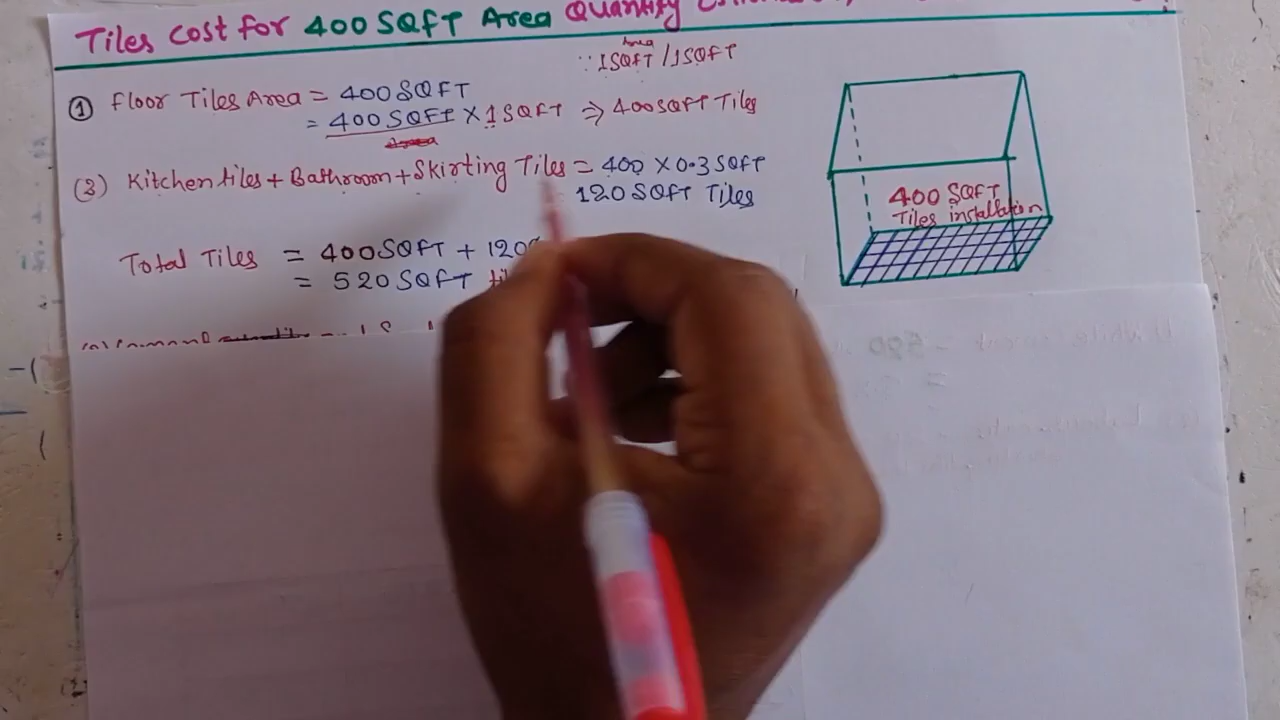 Tiles Cost for 400 SQFT Area Quantity
Area
∵ 1SQFT / 1SQFT
① Floor Tiles Area = 400 SQFT
= 400 SQFT × 1 SQFT ⇒ 400 SQFT Tiles
(2) Kitchen tiles + Bathroom + Skirting Tiles = 400 × 0.3 SQFT
120 SQFT Tiles
Total Tiles = 400 SQFT + 120
= 520 SQFT
400 SQFT
Tiles installation